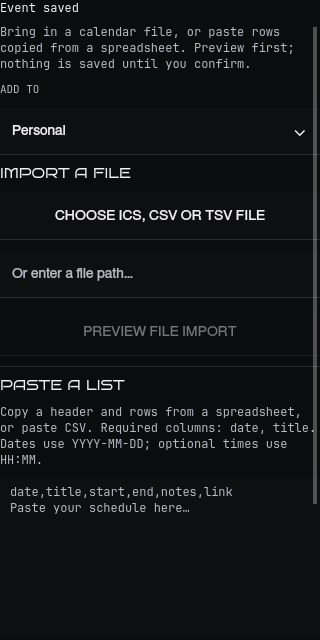 Event saved
Bring in a calendar file, or paste rows
copied from a spreadsheet. Preview first;
nothing is saved until you confirm.
ADD TO
Personal
IMPORT A FILE
CHOOSE ICS, CSV OR TSV FILE
Or enter a file path...
PREVIEW FILE IMPORT
PASTE A LIST
Copy a header and rows from a spreadsheet,
or paste CSV. Required columns: date, title.
Dates use YYYY-MM-DD; optional times use
HH:MM.
date,title,start,end,notes,link
Paste your schedule here…